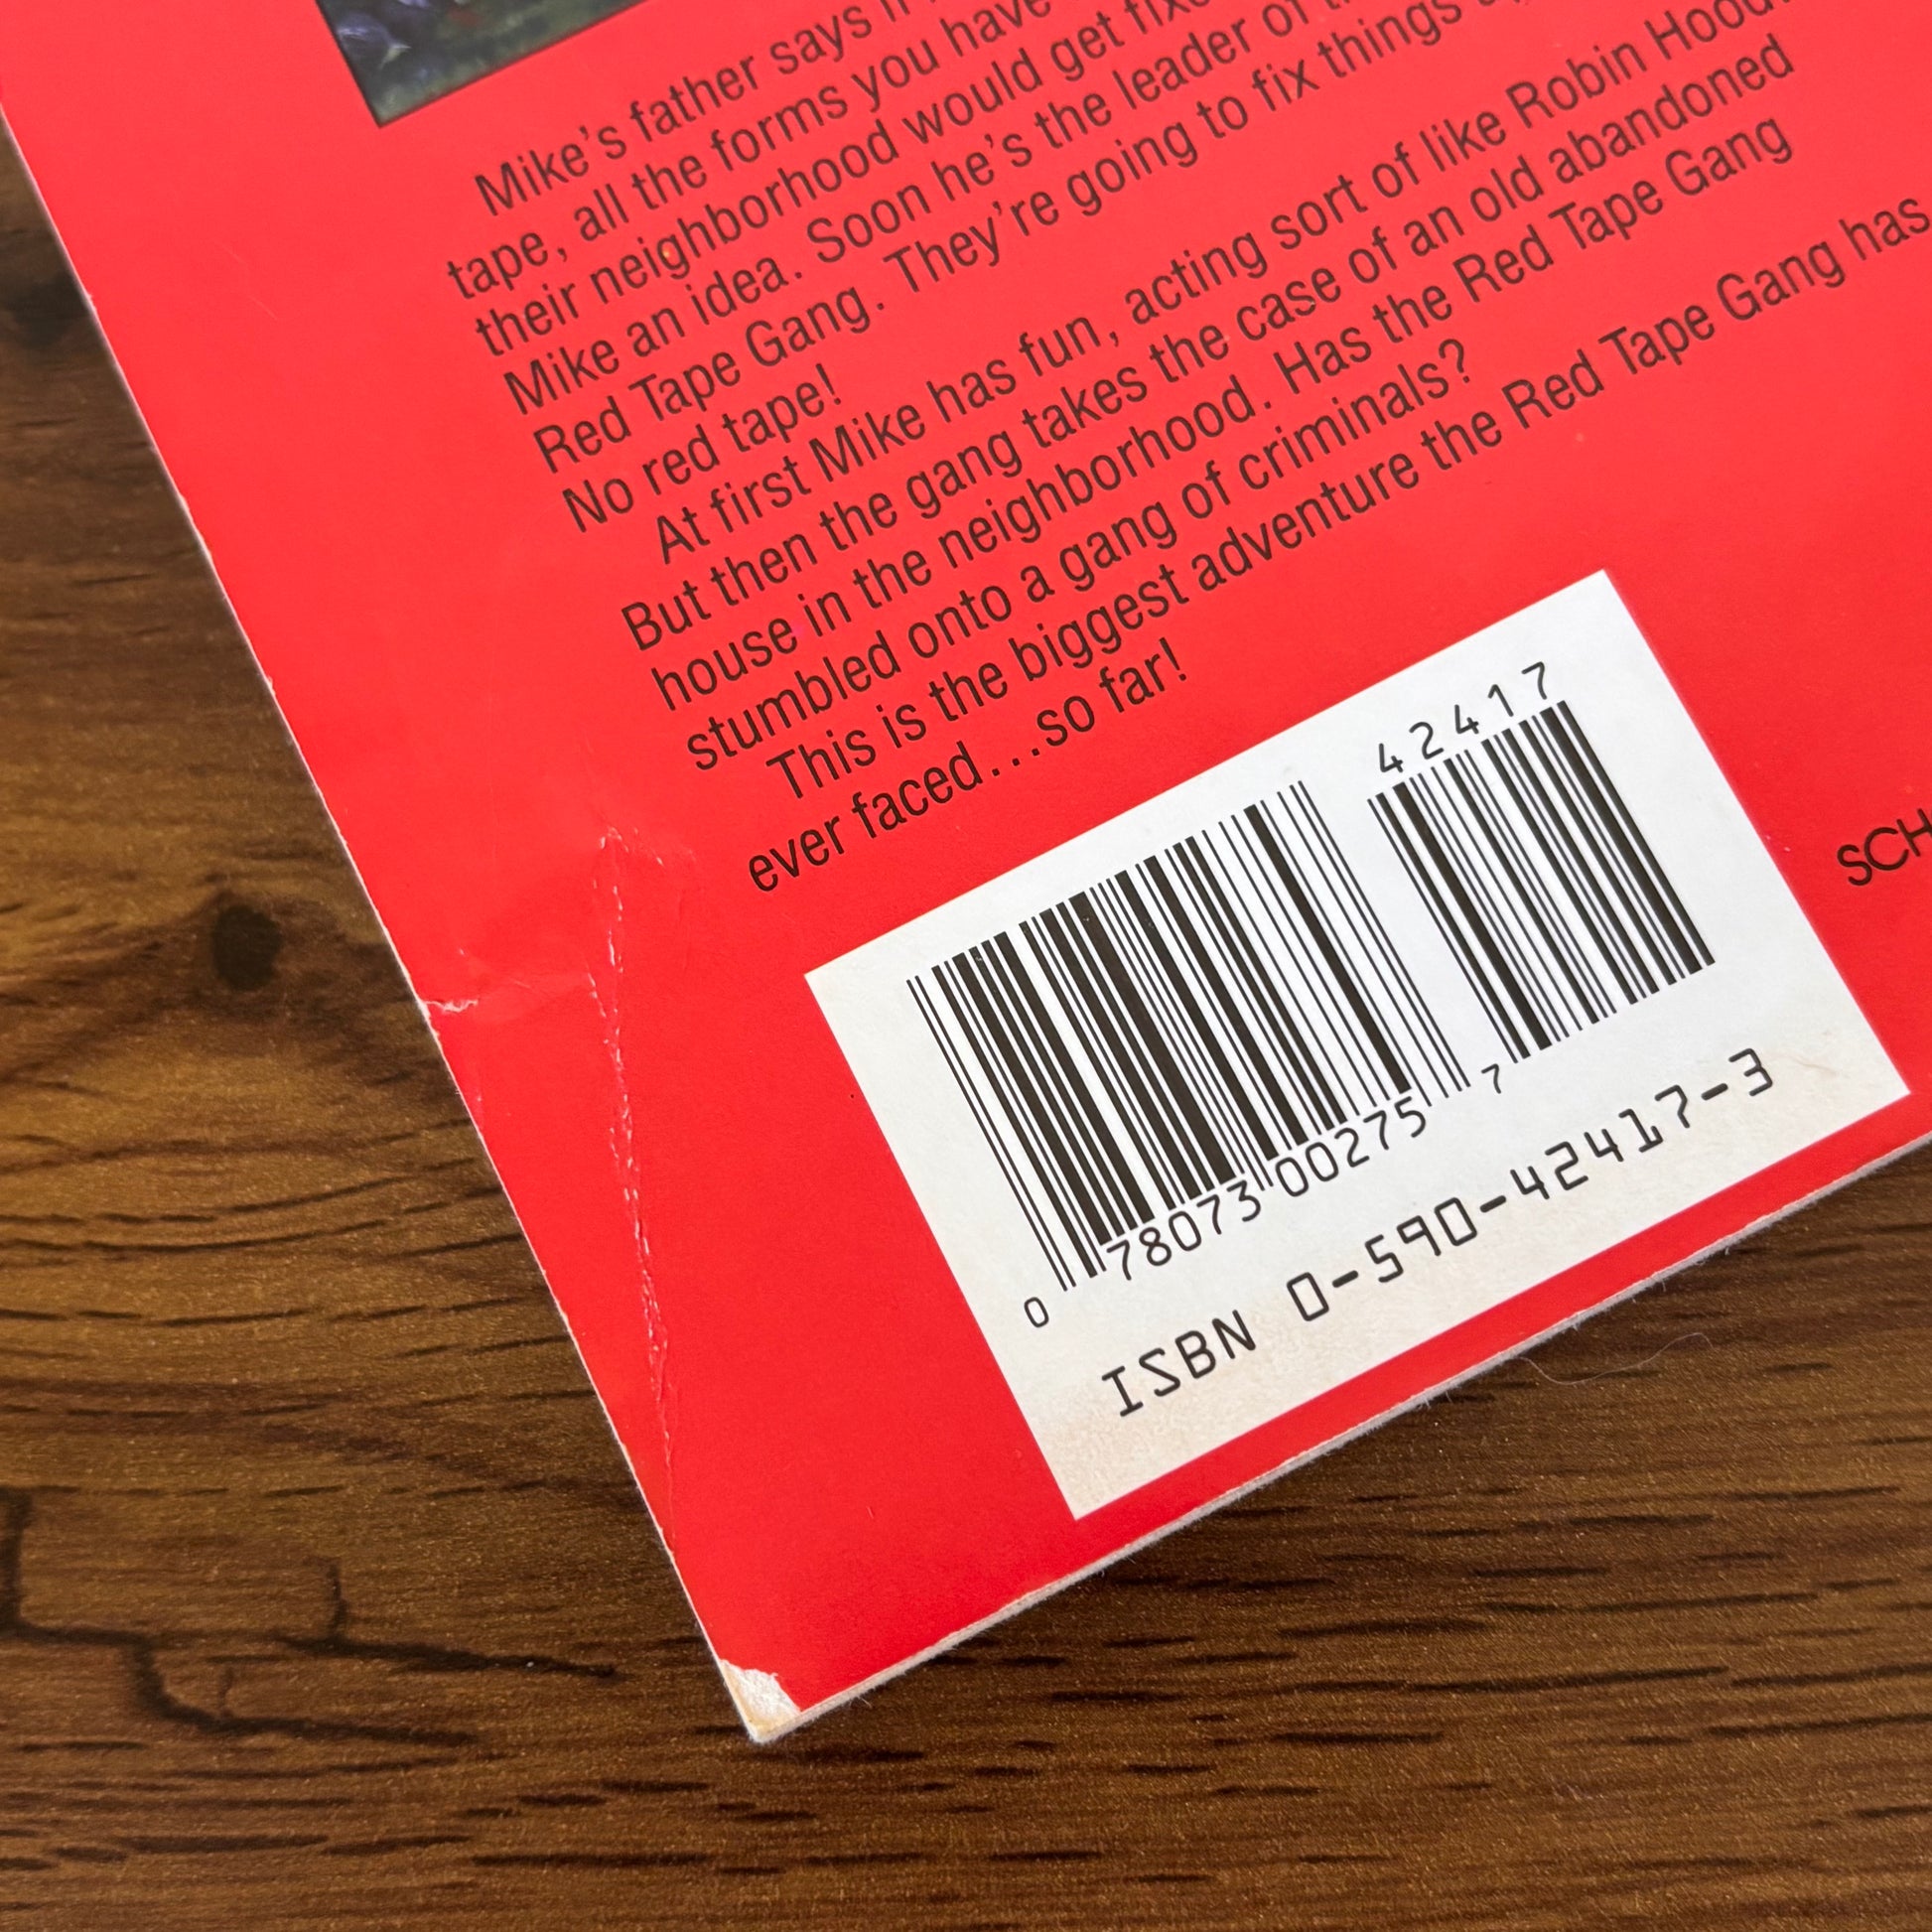 Mike's father says
tape, all the forms you have
their neighborhood would get
Mike an idea. Soon he's the leader of
Red Tape Gang. They're going to fix things
No red tape!
At first Mike has fun, acting sort of like Robin Hood.
But then the gang takes the case of an old abandoned
house in the neighborhood. Has the Red Tape Gang
stumbled onto a gang of criminals?
This is the biggest adventure the Red Tape Gang has
ever faced...so far!
42417
0 78073 00275 7
ISBN 0-590-42417-3
SCH